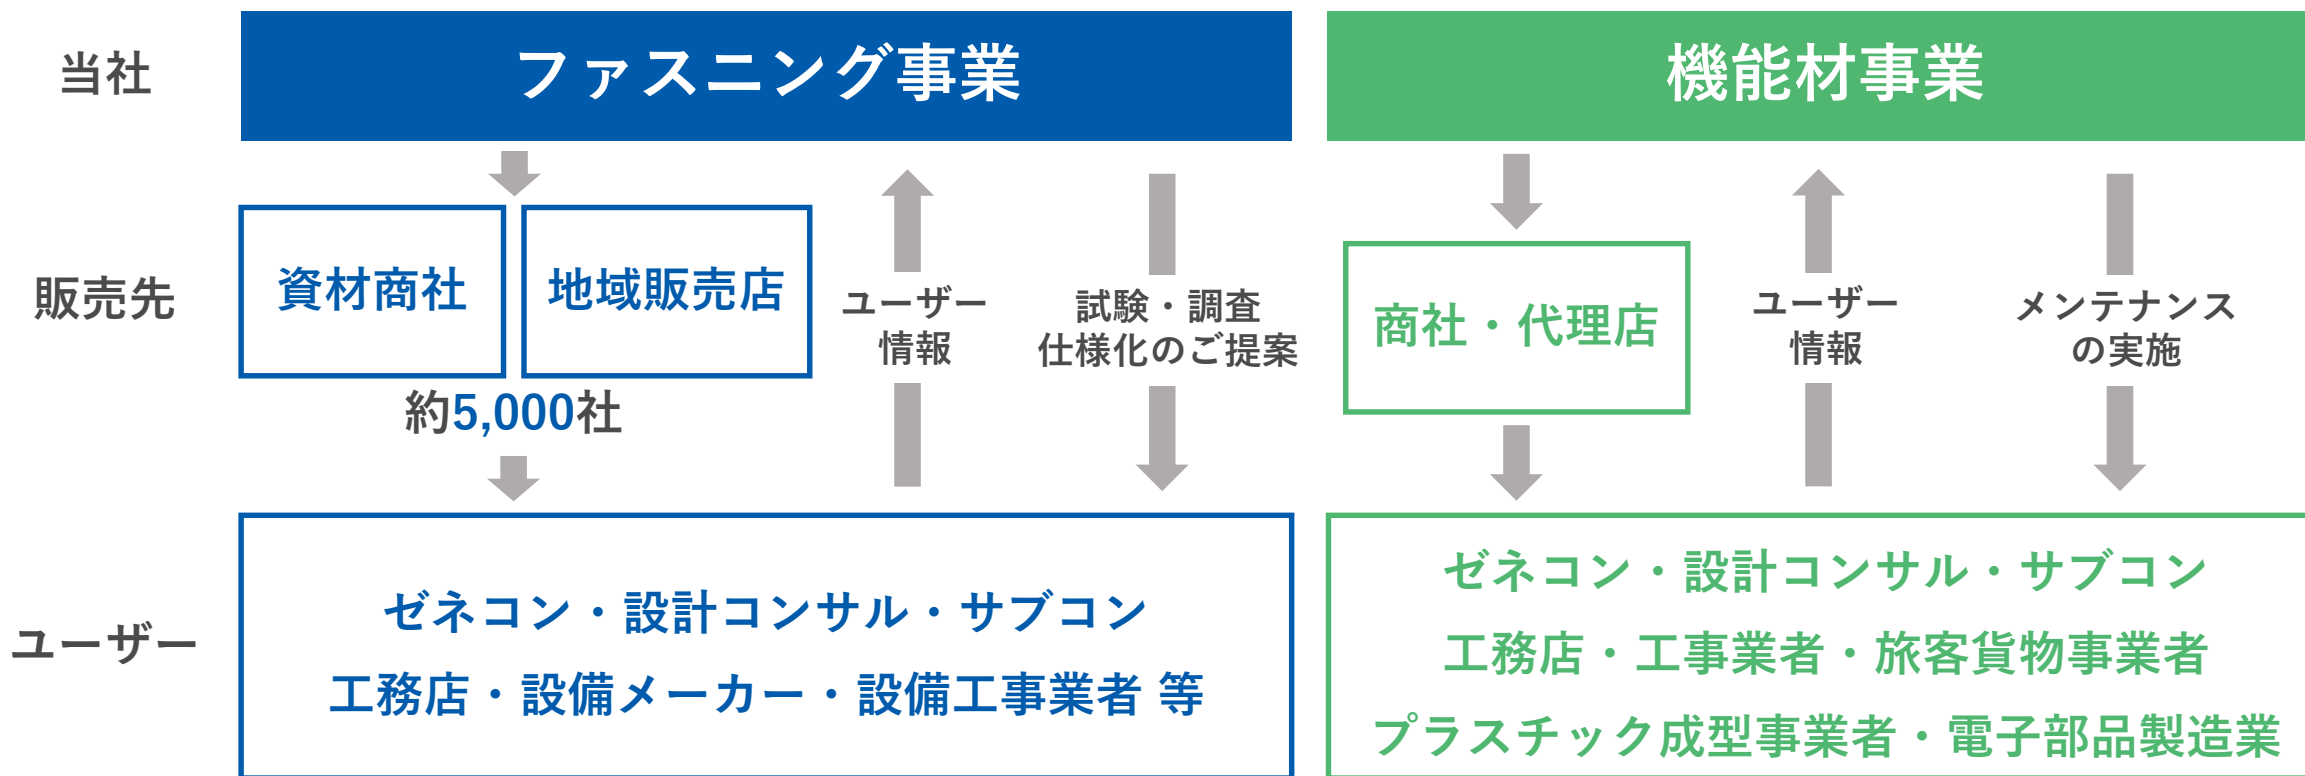 当社
ファスニング事業
機能材事業
販売先
資材商社
地域販売店
約5,000社
ユーザー
情報
試験・調査
仕様化のご提案
商社・代理店
ユーザー
情報
メンテナンス
の実施
ユーザー
ゼネコン・設計コンサル・サブコン
工務店・設備メーカー・設備工事業者 等
ゼネコン・設計コンサル・サブコン
工務店・工事業者・旅客貨物事業者
プラスチック成型事業者・電子部品製造業